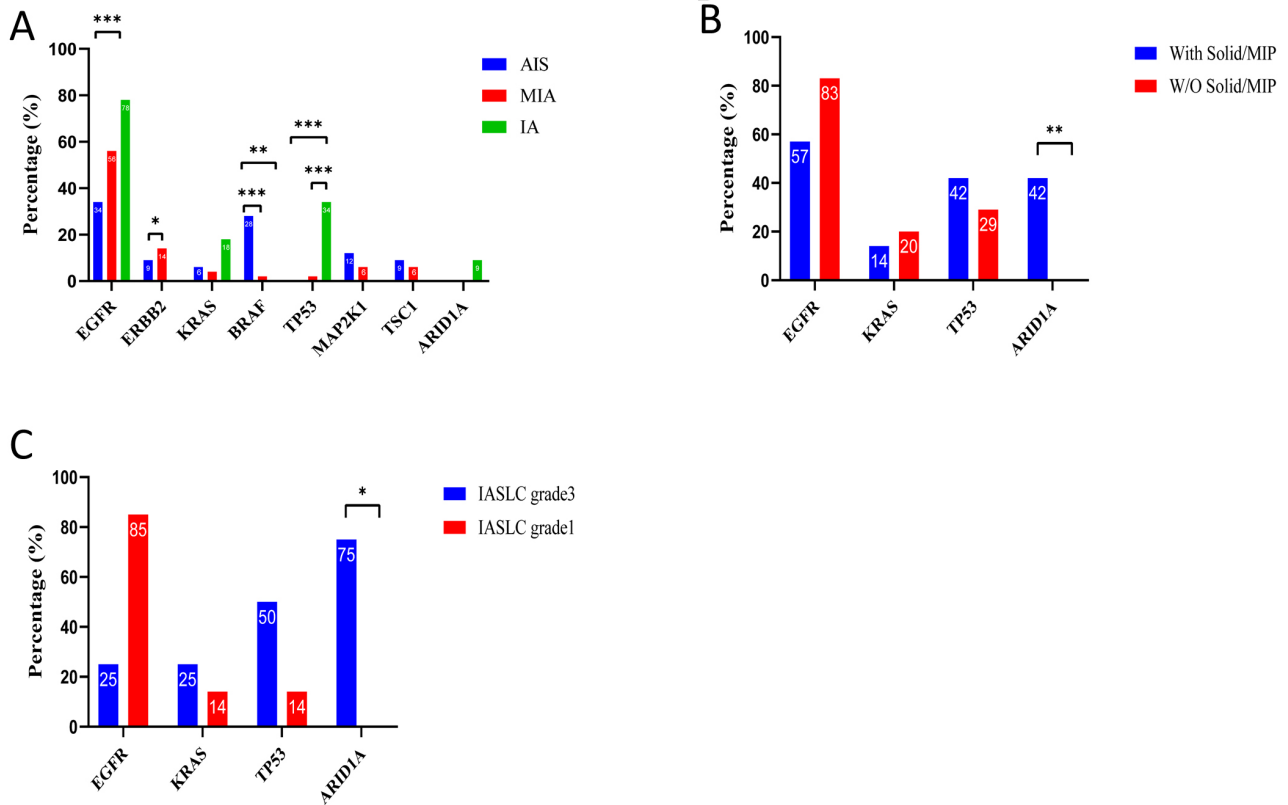 A
***
100
80
60
40
20
0
Percentage (%)
34
56
78
9
14
*
6
18
28
***
**
34
***
***
12
6
9
6
9
EGFR
ERBB2
KRAS
BRAF
TP53
MAP2K1
TSC1
ARID1A
AIS
MIA
IA
B
100
80
60
40
20
0
Percentage (%)
57
83
14
20
42
29
42
**
EGFR
KRAS
TP53
ARID1A
With Solid/MIP
W/O Solid/MIP
C
100
80
60
40
20
0
Percentage (%)
25
85
25
14
50
14
75
*
EGFR
KRAS
TP53
ARID1A
IASLC grade3
IASLC grade1